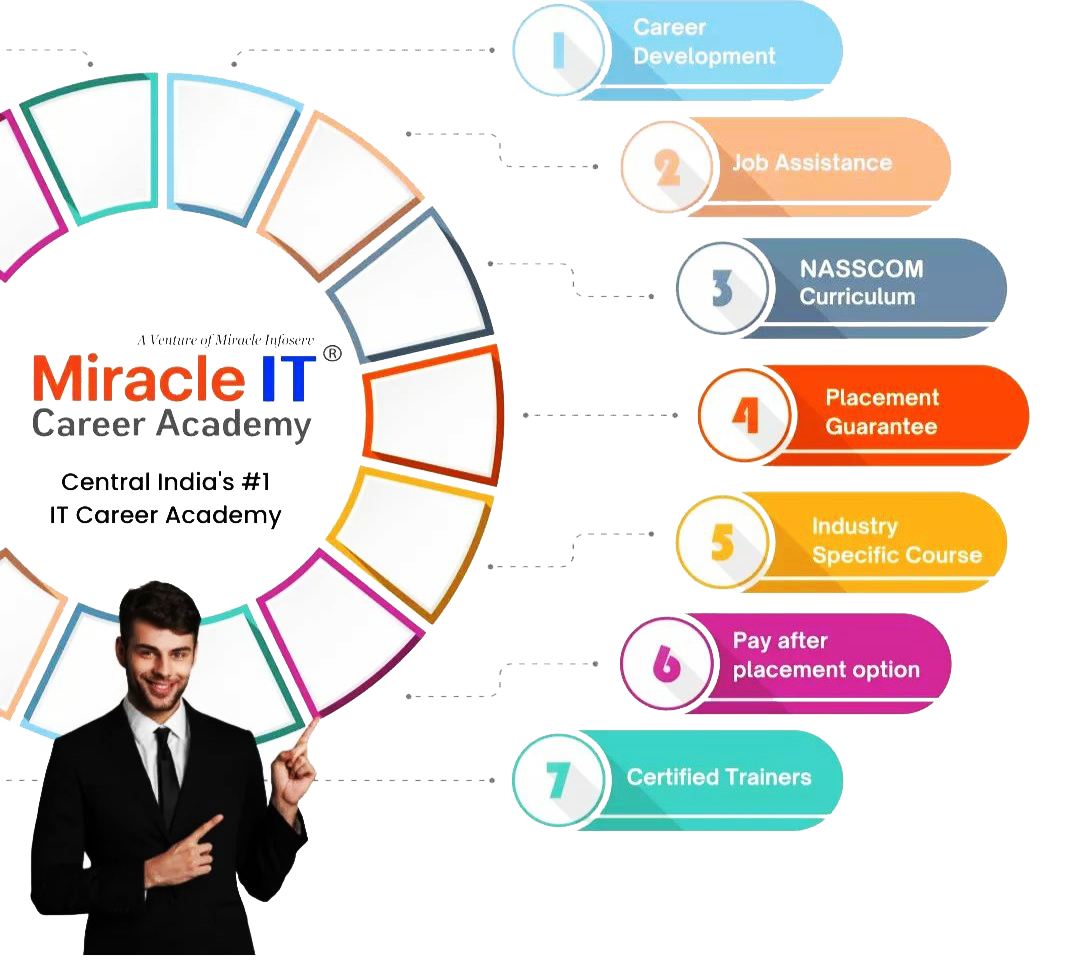 A Venture of Miracle Infoserv
Miracle IT®
Career Academy
Central India's #1
IT Career Academy
1
Career
Development
2
Job Assistance
3
NASSCOM
Curriculum
4
Placement
Guarantee
5
Industry
Specific Course
6
Pay after
placement option
7
Certified Trainers